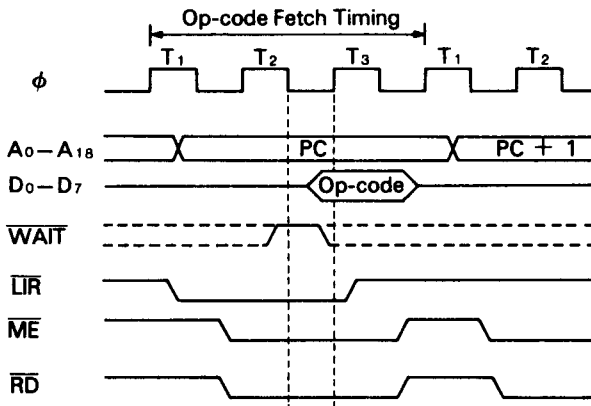 Op-code Fetch Timing
T1 T2 T3 T1 T2
ϕ
A0–A18 PC PC + 1
D0–D7 Op-code
WAIT
LIR
ME
RD